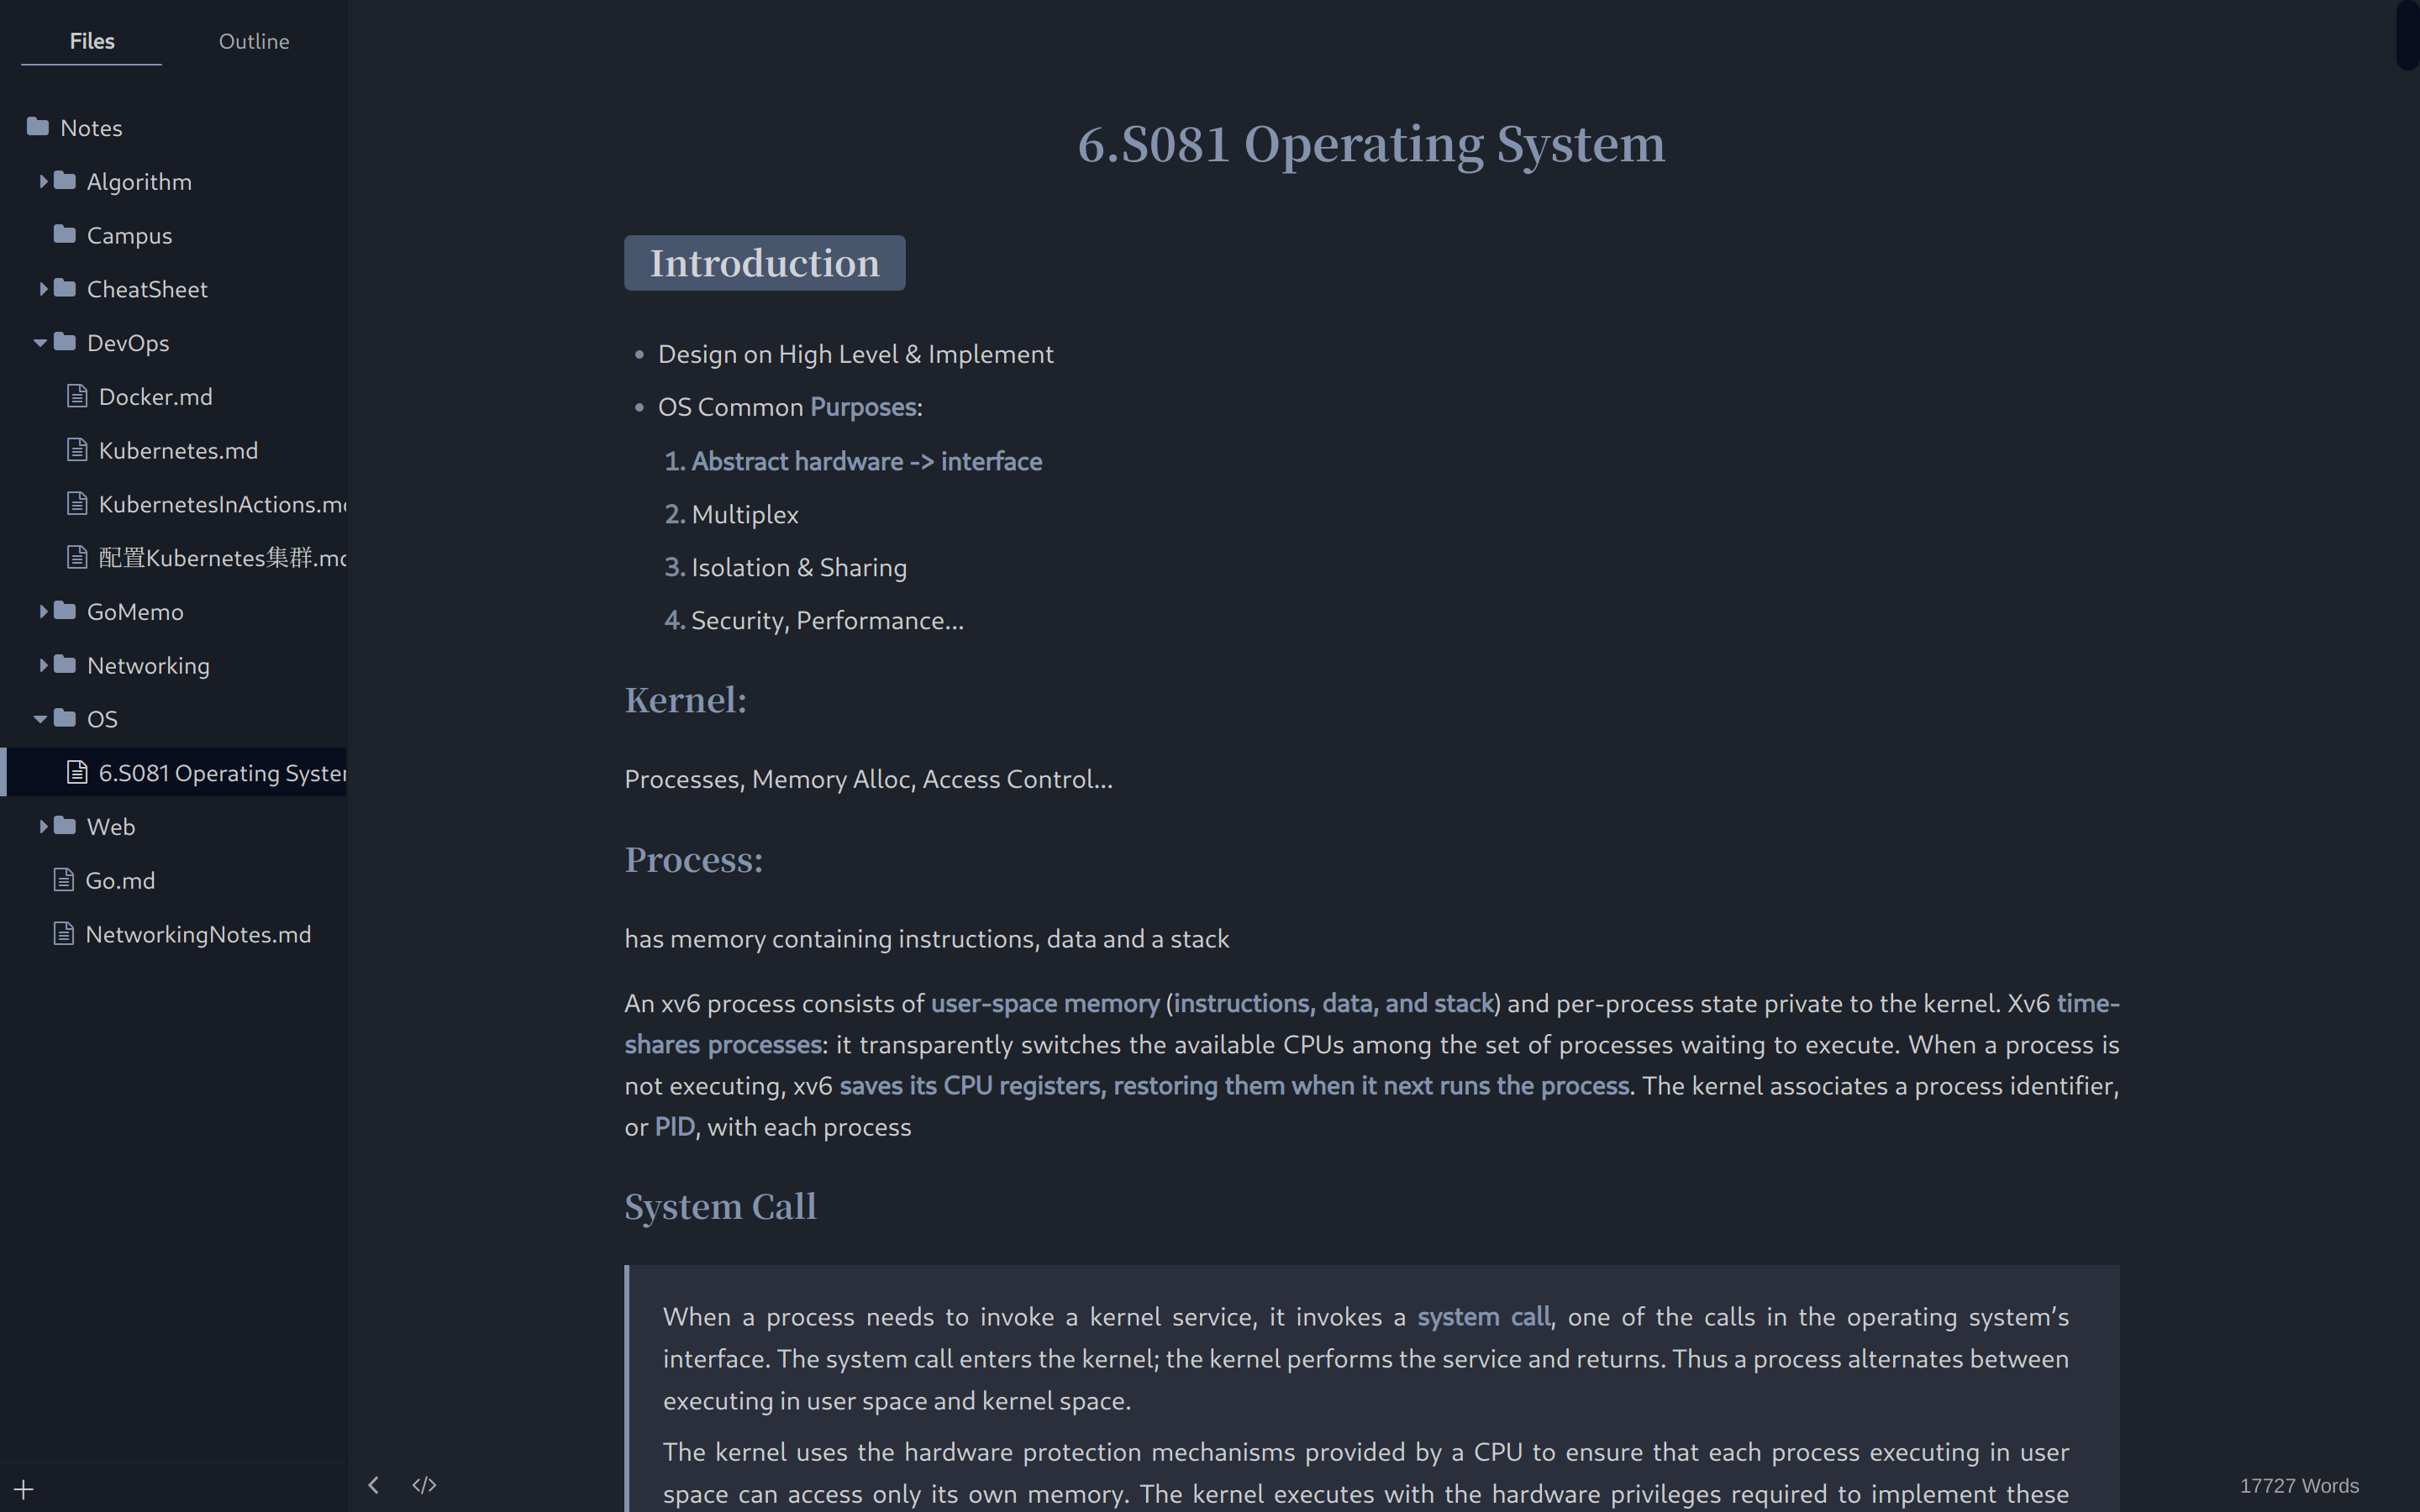 Files
Outline
Notes
Algorithm
Campus
CheatSheet
DevOps
Docker.md
Kubernetes.md
KubernetesInActions.md
配置Kubernetes集群.md
GoMemo
Networking
OS
6.S081 Operating System
Web
Go.md
NetworkingNotes.md
6.S081 Operating System
Introduction
• Design on High Level & Implement
• OS Common Purposes:
1. Abstract hardware -> interface
2. Multiplex
3. Isolation & Sharing
4. Security, Performance...
Kernel:
Processes, Memory Alloc, Access Control...
Process:
has memory containing instructions, data and a stack
An xv6 process consists of user-space memory (instructions, data, and stack) and per-process state private to the kernel. Xv6 time-
shares processes: it transparently switches the available CPUs among the set of processes waiting to execute. When a process is
not executing, xv6 saves its CPU registers, restoring them when it next runs the process. The kernel associates a process identifier,
or PID, with each process
System Call
When a process needs to invoke a kernel service, it invokes a system call, one of the calls in the operating system’s
interface. The system call enters the kernel; the kernel performs the service and returns. Thus a process alternates between
executing in user space and kernel space.
The kernel uses the hardware protection mechanisms provided by a CPU to ensure that each process executing in user
space can access only its own memory. The kernel executes with the hardware privileges required to implement these
17727 Words